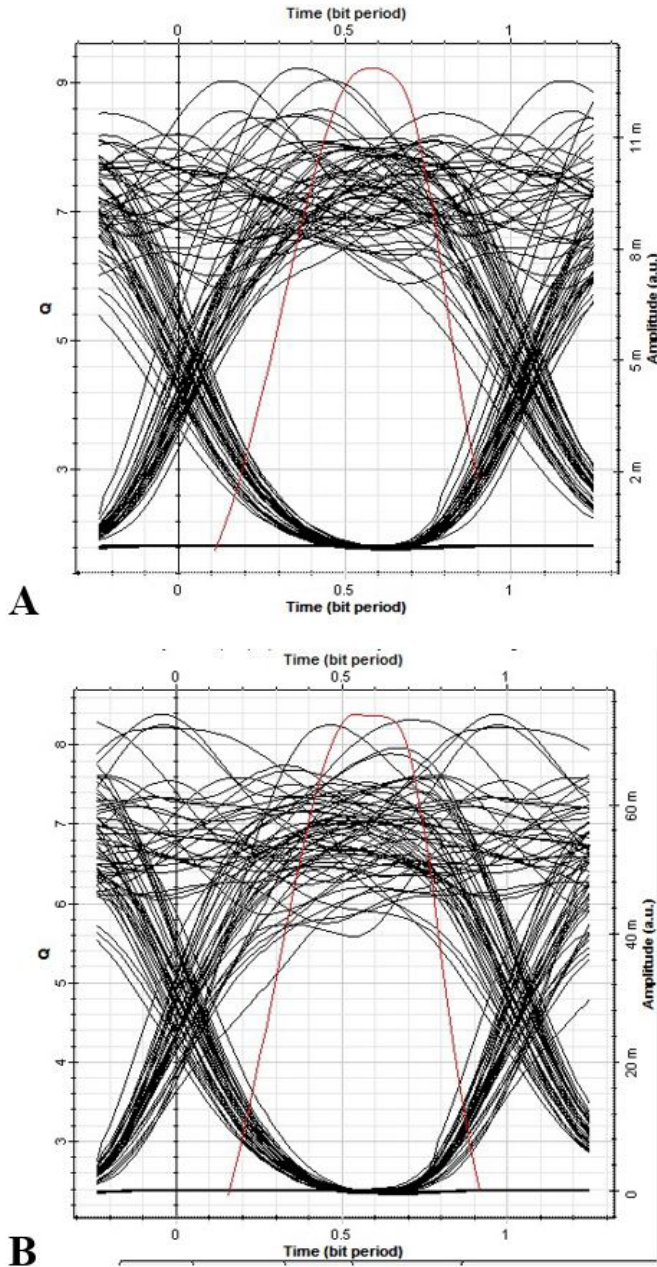 Time (bit period)
0 0.5 1
9
7
5
3
Q
11 m
8 m
5 m
2 m
Amplitude (a.u.)
0 0.5 1
Time (bit period)
A
Time (bit period)
0 0.5 1
8
7
6
5
4
3
Q
60 m
40 m
20 m
0
Amplitude (a.u.)
0 0.5 1
Time (bit period)
B